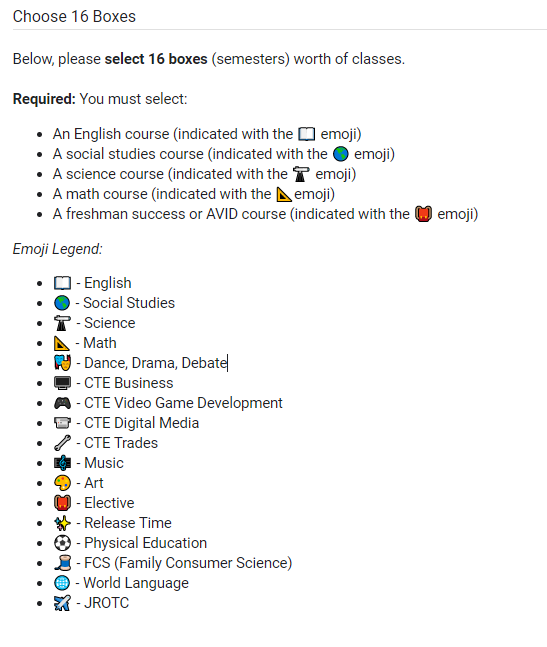 Choose 16 Boxes
Below, please select 16 boxes (semesters) worth of classes.
Required: You must select:
An English course (indicated with the 📖 emoji)
A social studies course (indicated with the 🌎 emoji)
A science course (indicated with the 🔭 emoji)
A math course (indicated with the 📐 emoji)
A freshman success or AVID course (indicated with the 🎒 emoji)
Emoji Legend:
📖 - English
🌎 - Social Studies
🔭 - Science
📐 - Math
🎭 - Dance, Drama, Debate
🖥 - CTE Business
🎮 - CTE Video Game Development
📽 - CTE Digital Media
🔧 - CTE Trades
🎼 - Music
🎨 - Art
🎒 - Elective
✨ - Release Time
⚽ - Physical Education
🧵 - FCS (Family Consumer Science)
🌐 - World Language
✈ - JROTC